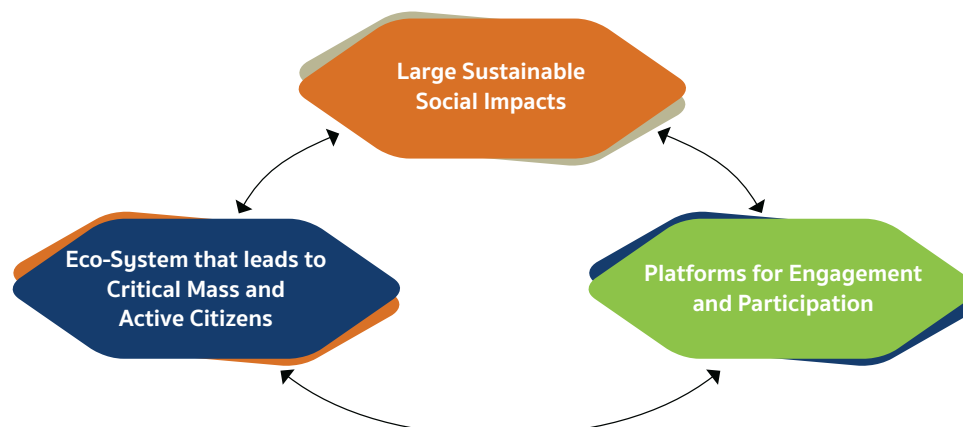 Large Sustainable
Social Impacts
Eco-System that leads to
Critical Mass and
Active Citizens
Platforms for Engagement
and Participation